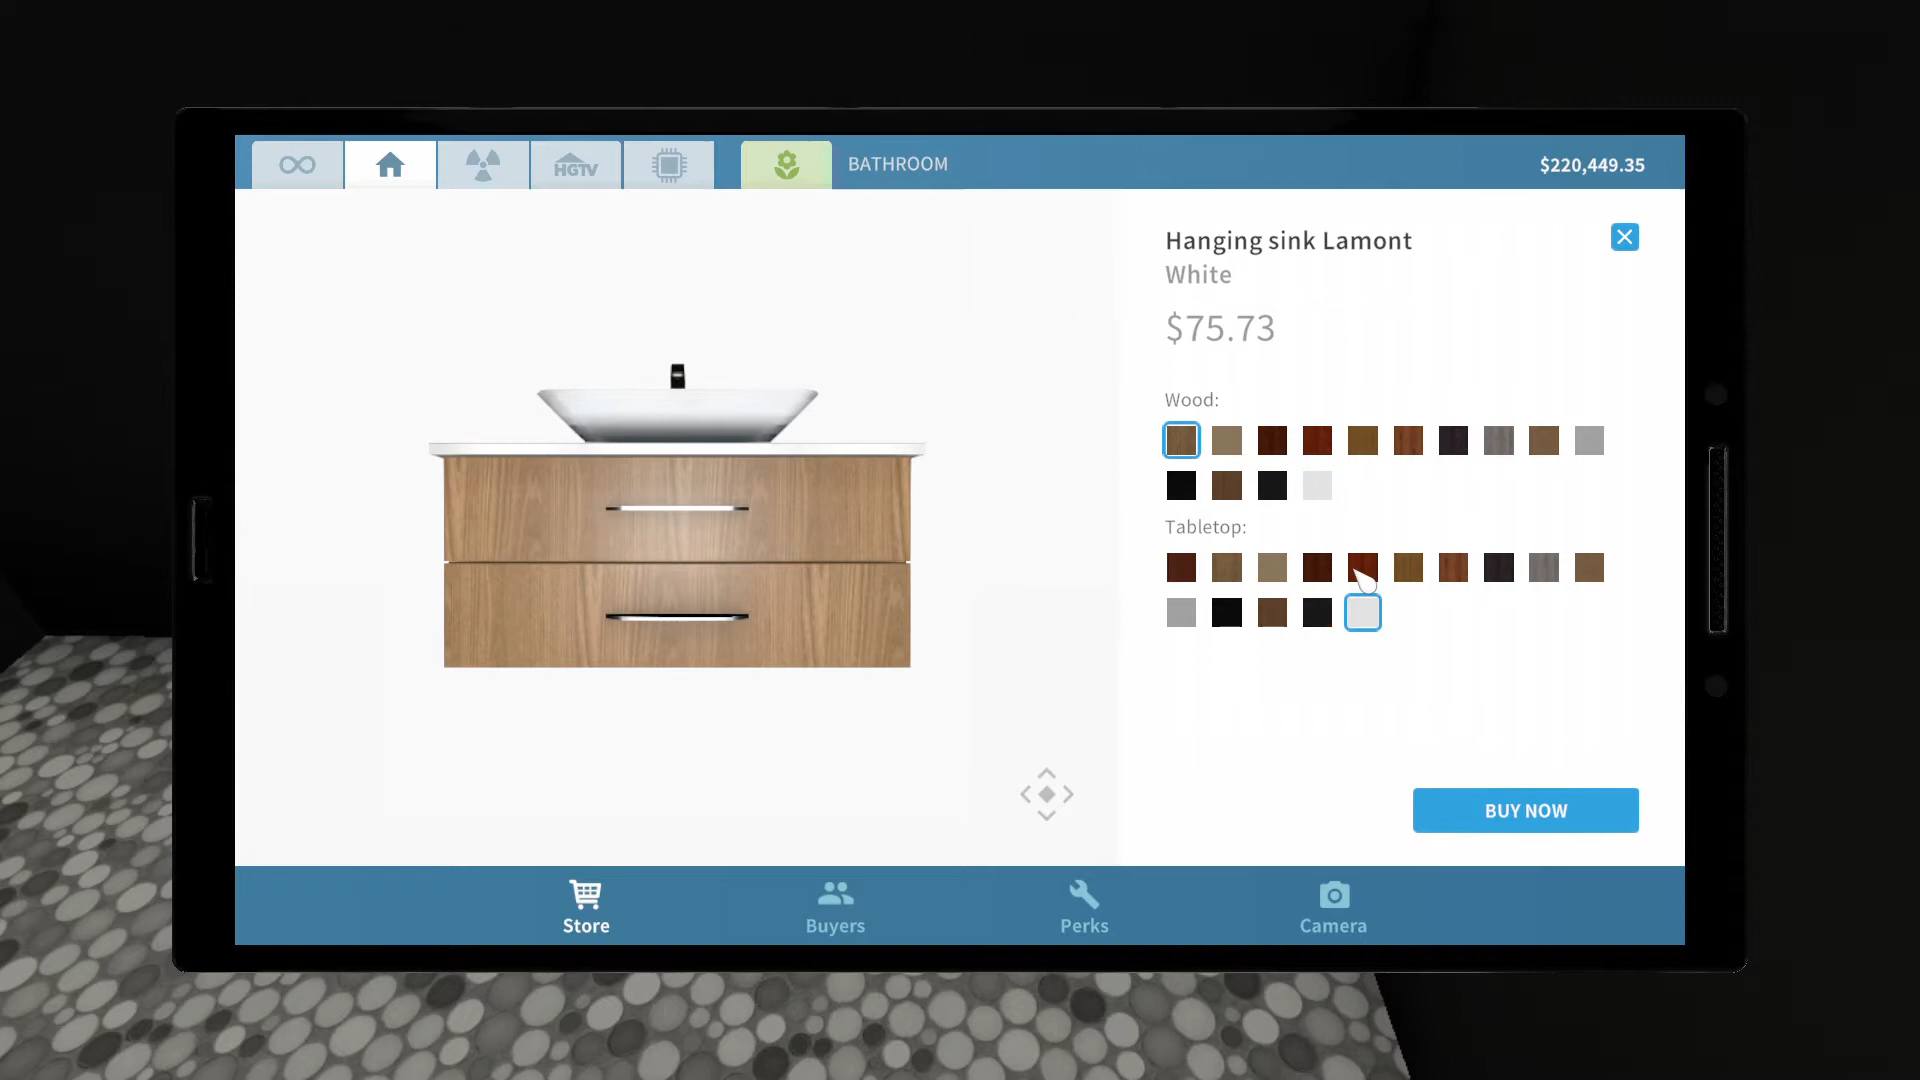 HGTV
BATHROOM
$220,449.35
Hanging sink Lamont
White
$75.73
Wood:
Tabletop:
BUY NOW
Store
Buyers
Perks
Camera